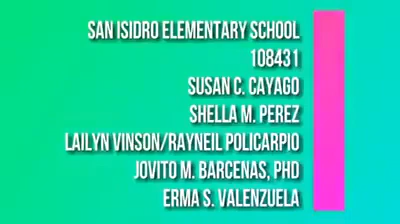 SAN ISIDRO ELEMENTARY SCHOOL
108431
SUSAN C. CAYAGO
SHELLA M. PEREZ
LAILYN VINSON/RAYNEIL POLICARPIO
JOVITO M. BARCENAS, PHD
ERMA S. VALENZUELA